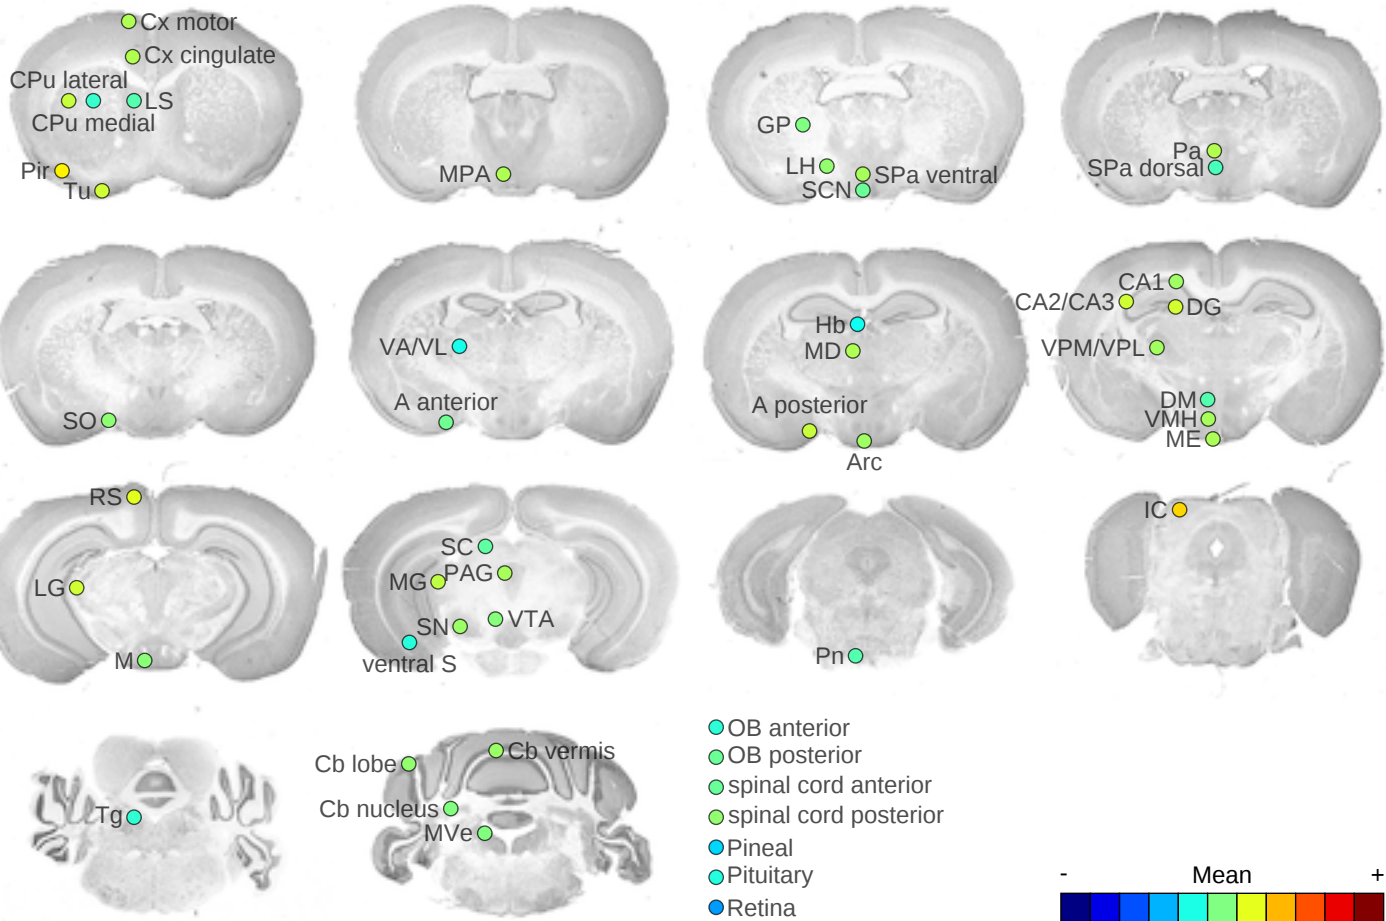 Cx motor
Cx cingulate
CPu lateral
LS
CPu medial
Pir
Tu
MPA
GP
LH
SPa ventral
SCN
Pa
SPa dorsal
SO
VA/VL
A anterior
Hb
MD
A posterior
Arc
CA1
CA2/CA3
DG
VPM/VPL
DM
VMH
ME
RS
LG
M
SC
MG
PAG
SN
VTA
ventral S
Pn
IC
Tg
Cb lobe
Cb vermis
Cb nucleus
MVe
OB anterior
OB posterior
spinal cord anterior
spinal cord posterior
Pineal
Pituitary
Retina
- Mean +